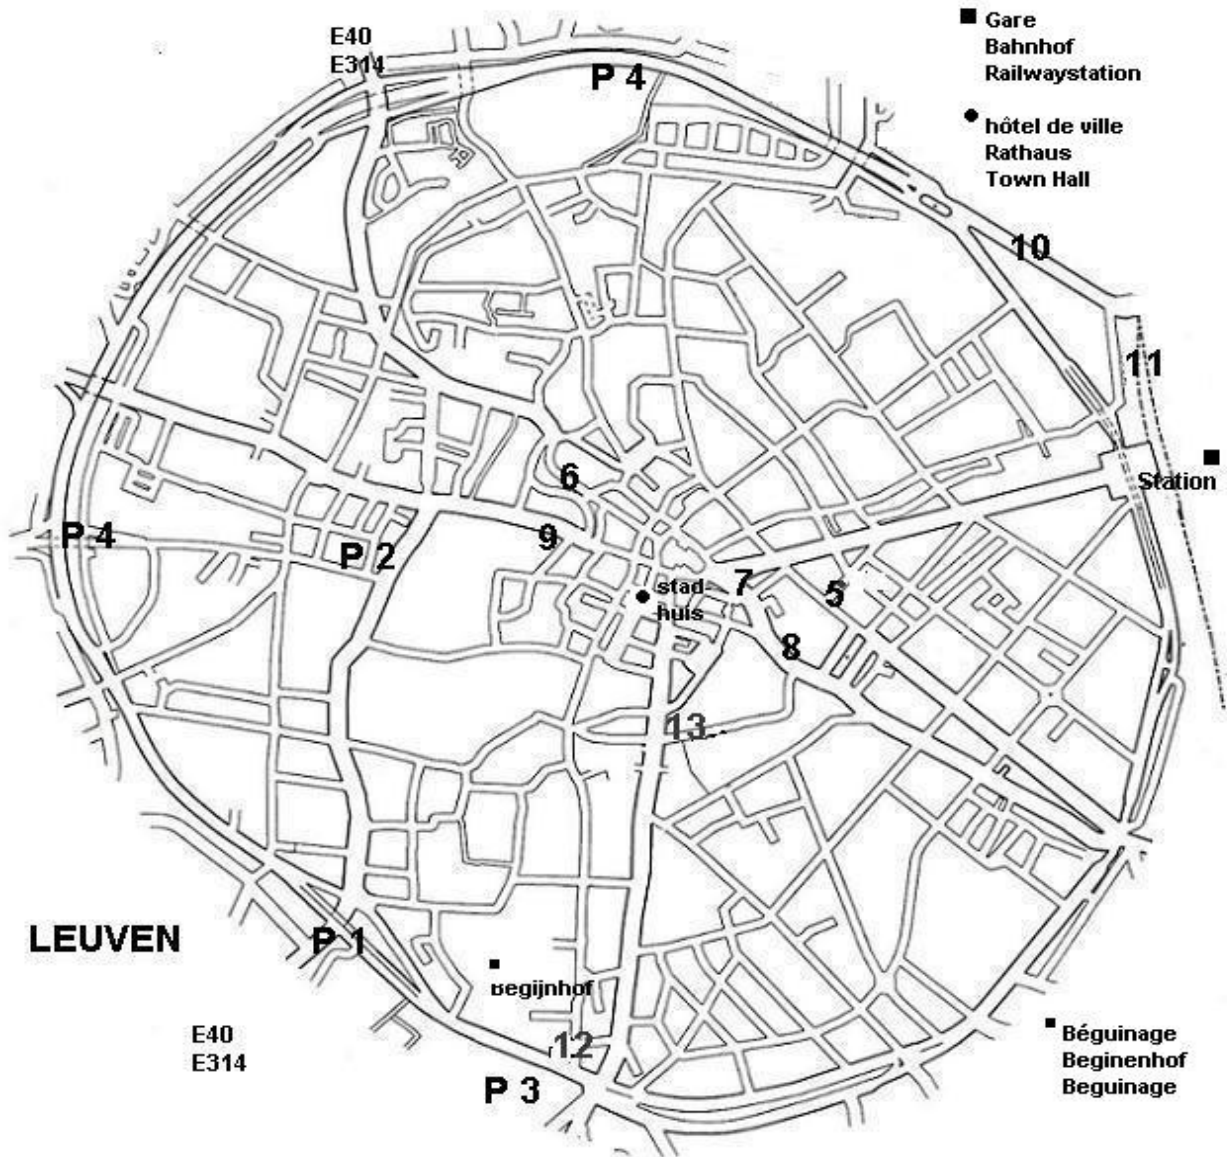 E40
E314
P 4
■ Gare
Bahnhof
Railwaystation
● hôtel de ville
Rathaus
Town Hall
10
11
Station
6
9
P 4
P 2
7
5
stad-
huis
8
13
LEUVEN
P 1
Begijnhof
E40
E314
12
P 3
Béguinage
Beginenhof
Beguinage